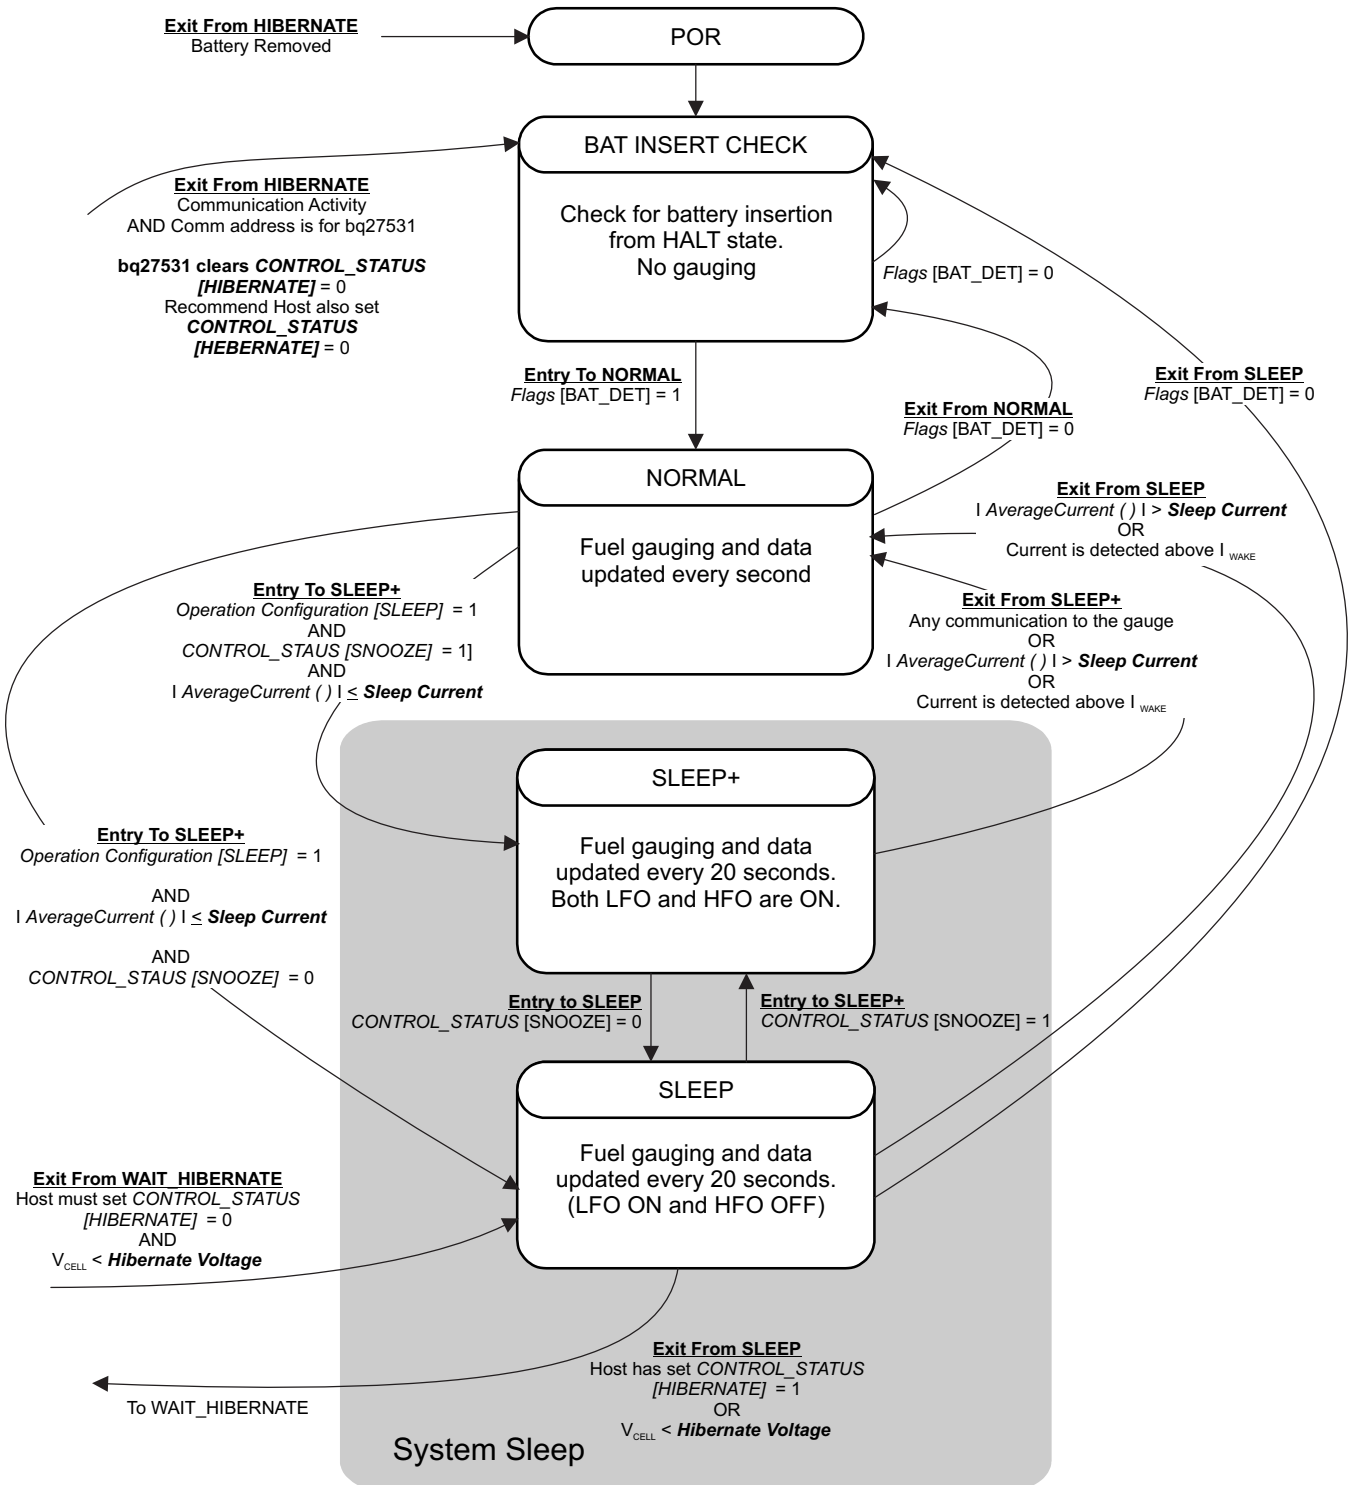 Exit From HIBERNATE
Battery Removed
POR
BAT INSERT CHECK
Check for battery insertion
from HALT state.
No gauging
Exit From HIBERNATE
Communication Activity
AND Comm address is for bq27531
bq27531 clears CONTROL_STATUS
[HIBERNATE] = 0
Recommend Host also set
CONTROL_STATUS
[HEBERNATE] = 0
Flags [BAT_DET] = 0
Entry To NORMAL
Flags [BAT_DET] = 1
Exit From NORMAL
Flags [BAT_DET] = 0
Exit From SLEEP
Flags [BAT_DET] = 0
NORMAL
Fuel gauging and data
updated every second
Exit From SLEEP
I AverageCurrent ( ) I > Sleep Current
OR
Current is detected above I WAKE
Entry To SLEEP+
Operation Configuration [SLEEP] = 1
AND
CONTROL_STAUS [SNOOZE] = 1]
AND
I AverageCurrent ( ) I ≤ Sleep Current
Exit From SLEEP+
Any communication to the gauge
OR
I AverageCurrent ( ) I > Sleep Current
OR
Current is detected above I WAKE
SLEEP+
Fuel gauging and data
updated every 20 seconds.
Both LFO and HFO are ON.
Entry To SLEEP+
Operation Configuration [SLEEP] = 1
AND
I AverageCurrent ( ) I ≤ Sleep Current
AND
CONTROL_STAUS [SNOOZE] = 0
Entry to SLEEP
CONTROL_STATUS [SNOOZE] = 0
Entry to SLEEP+
CONTROL_STATUS [SNOOZE] = 1
SLEEP
Fuel gauging and data
updated every 20 seconds.
(LFO ON and HFO OFF)
Exit From WAIT_HIBERNATE
Host must set CONTROL_STATUS
[HIBERNATE] = 0
AND
VCELL < Hibernate Voltage
Exit From SLEEP
Host has set CONTROL_STATUS
[HIBERNATE] = 1
OR
VCELL < Hibernate Voltage
To WAIT_HIBERNATE
System Sleep